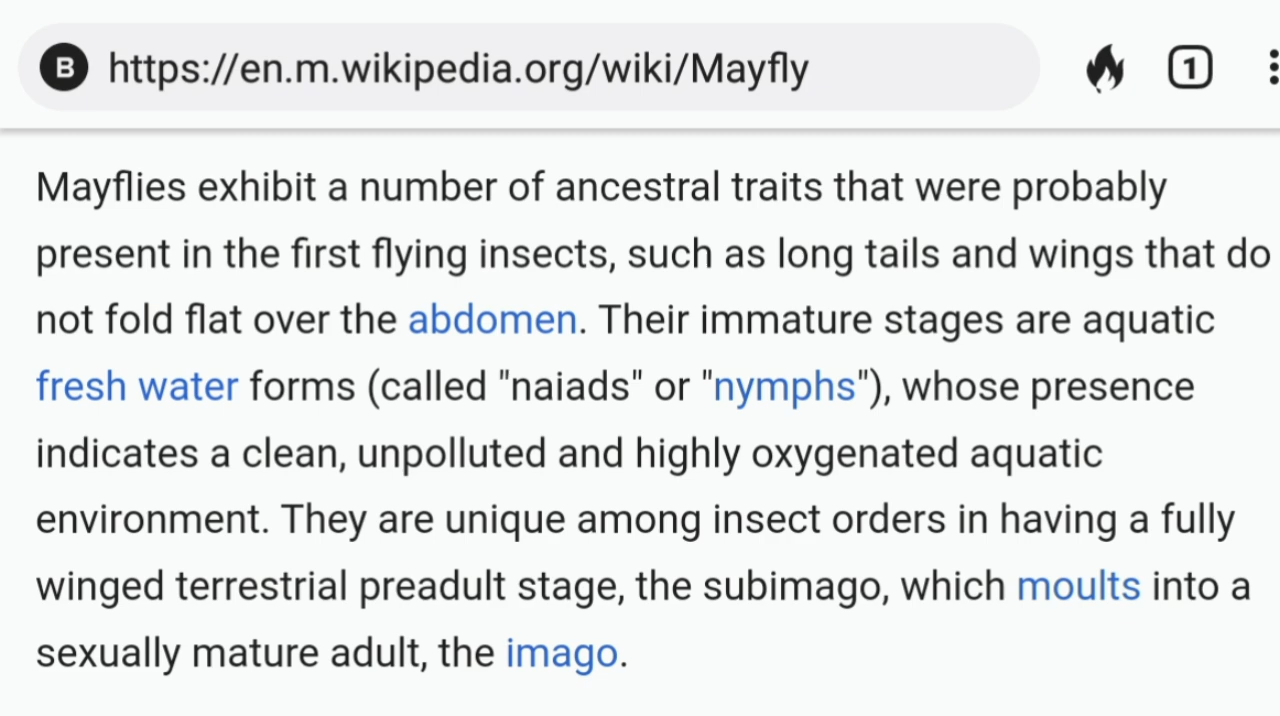 B https://en.m.wikipedia.org/wiki/Mayfly 1
Mayflies exhibit a number of ancestral traits that were probably
present in the first flying insects, such as long tails and wings that do
not fold flat over the abdomen. Their immature stages are aquatic
fresh water forms (called "naiads" or "nymphs"), whose presence
indicates a clean, unpolluted and highly oxygenated aquatic
environment. They are unique among insect orders in having a fully
winged terrestrial preadult stage, the subimago, which moults into a
sexually mature adult, the imago.